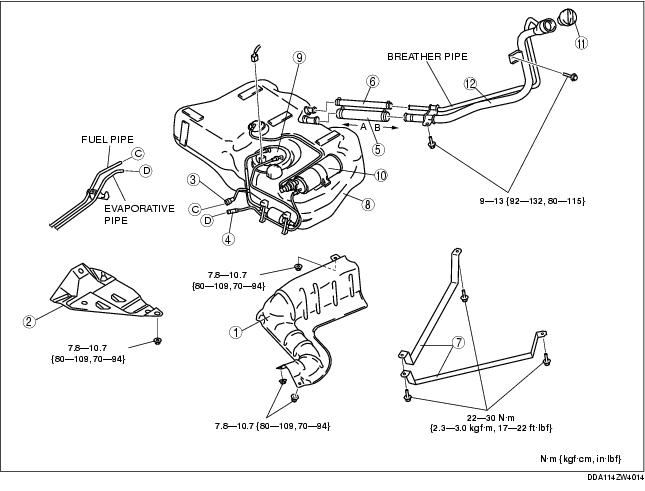 11
9
BREATHER PIPE
12
6
A B
FUEL PIPE
C
5
D
10
3
9—13 {92—132, 80—115}
C
8
EVAPORATIVE
PIPE
D
4
7.8—10.7
{80—109,70—94}
2
1
7
7.8—10.7
{80—109,70—94}
22—30 N·m
{2.3—3.0 kgf·m, 17—22 ft·lbf}
7.8—10.7 {80—109, 70—94}
N·m {kgf·cm, in·lbf}
DDA114ZW4014